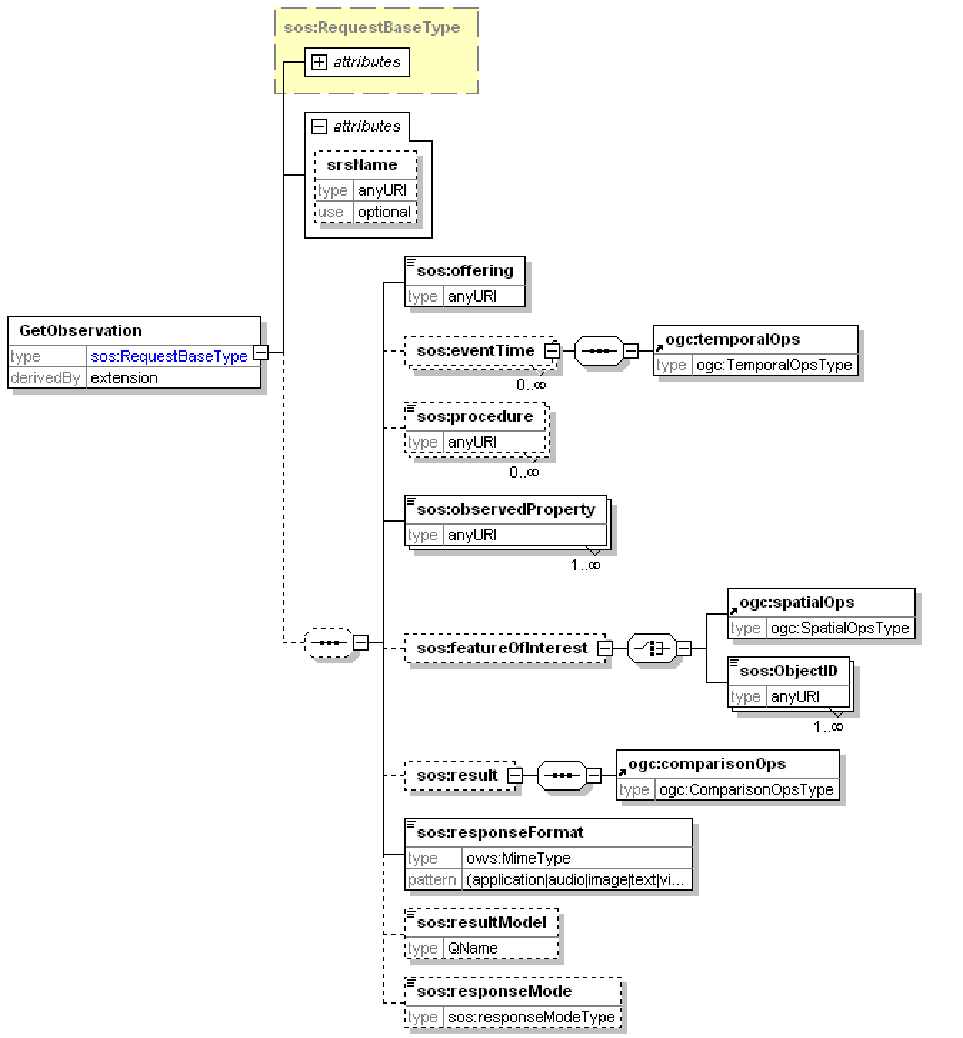 sos:RequestBaseType
attributes
attributes
srsName
type anyURI
use optional
sos:offering
type anyURI
GetObservation
type sos:RequestBaseType
derivedBy extension
sos:eventTime
0..∞
ogc:temporalOps
type ogc:TemporalOpsType
sos:procedure
type anyURI
0..∞
sos:observedProperty
type anyURI
1..∞
sos:featureOfInterest
ogc:spatialOps
type ogc:SpatialOpsType
sos:ObjectID
type anyURI
1..∞
sos:result
ogc:comparisonOps
type ogc:ComparisonOpsType
sos:responseFormat
type ows:MimeType
pattern (application|audio|image|text|vi...
sos:resultModel
type QName
sos:responseMode
type sos:responseModeType